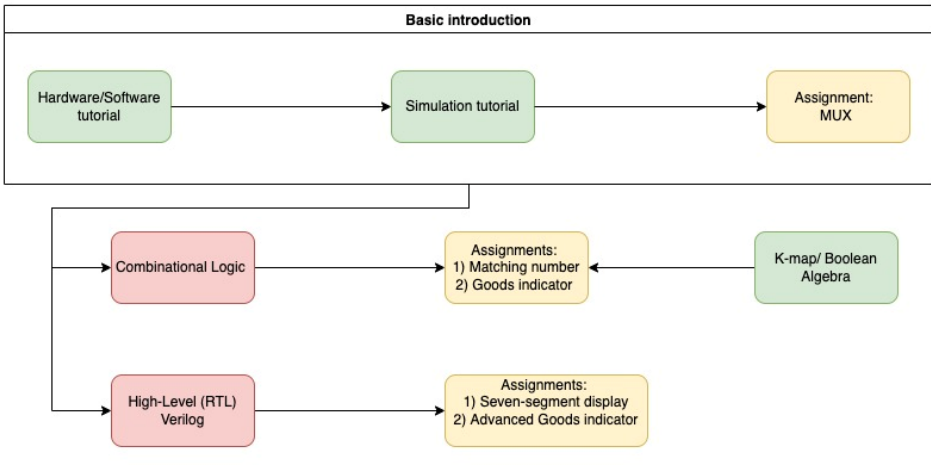 Basic introduction
Hardware/Software
tutorial
Simulation tutorial
Assignment:
MUX
Combinational Logic
Assignments:
1) Matching number
2) Goods indicator
K-map/ Boolean
Algebra
High-Level (RTL)
Verilog
Assignments:
1) Seven-segment display
2) Advanced Goods indicator